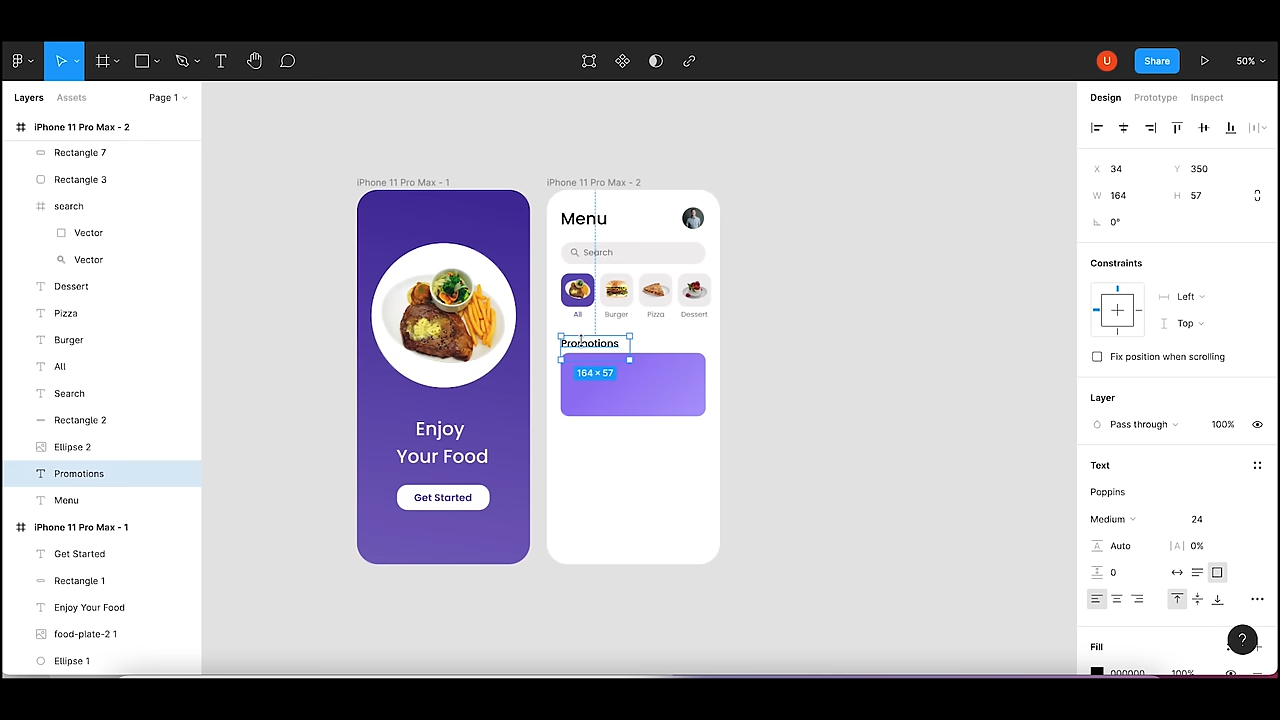 U
Share
50%
Layers
Assets
Page 1
iPhone 11 Pro Max - 2
Rectangle 7
Rectangle 3
search
Vector
Vector
Dessert
Pizza
Burger
All
Search
Rectangle 2
Ellipse 2
Promotions
Menu
iPhone 11 Pro Max - 1
Get Started
Rectangle 1
Enjoy Your Food
food-plate-2 1
Ellipse 1
iPhone 11 Pro Max - 1
Enjoy
Your Food
Get Started
iPhone 11 Pro Max - 2
Menu
Search
All
Burger
Pizza
Dessert
Promotions
164 × 57
Design
Prototype
Inspect
X 34
Y 350
W 164
H 57
0°
Constraints
Left
Top
Fix position when scrolling
Layer
Pass through
100%
Text
Poppins
Medium
24
Auto
|A| 0%
0
Fill
?
000000
100%